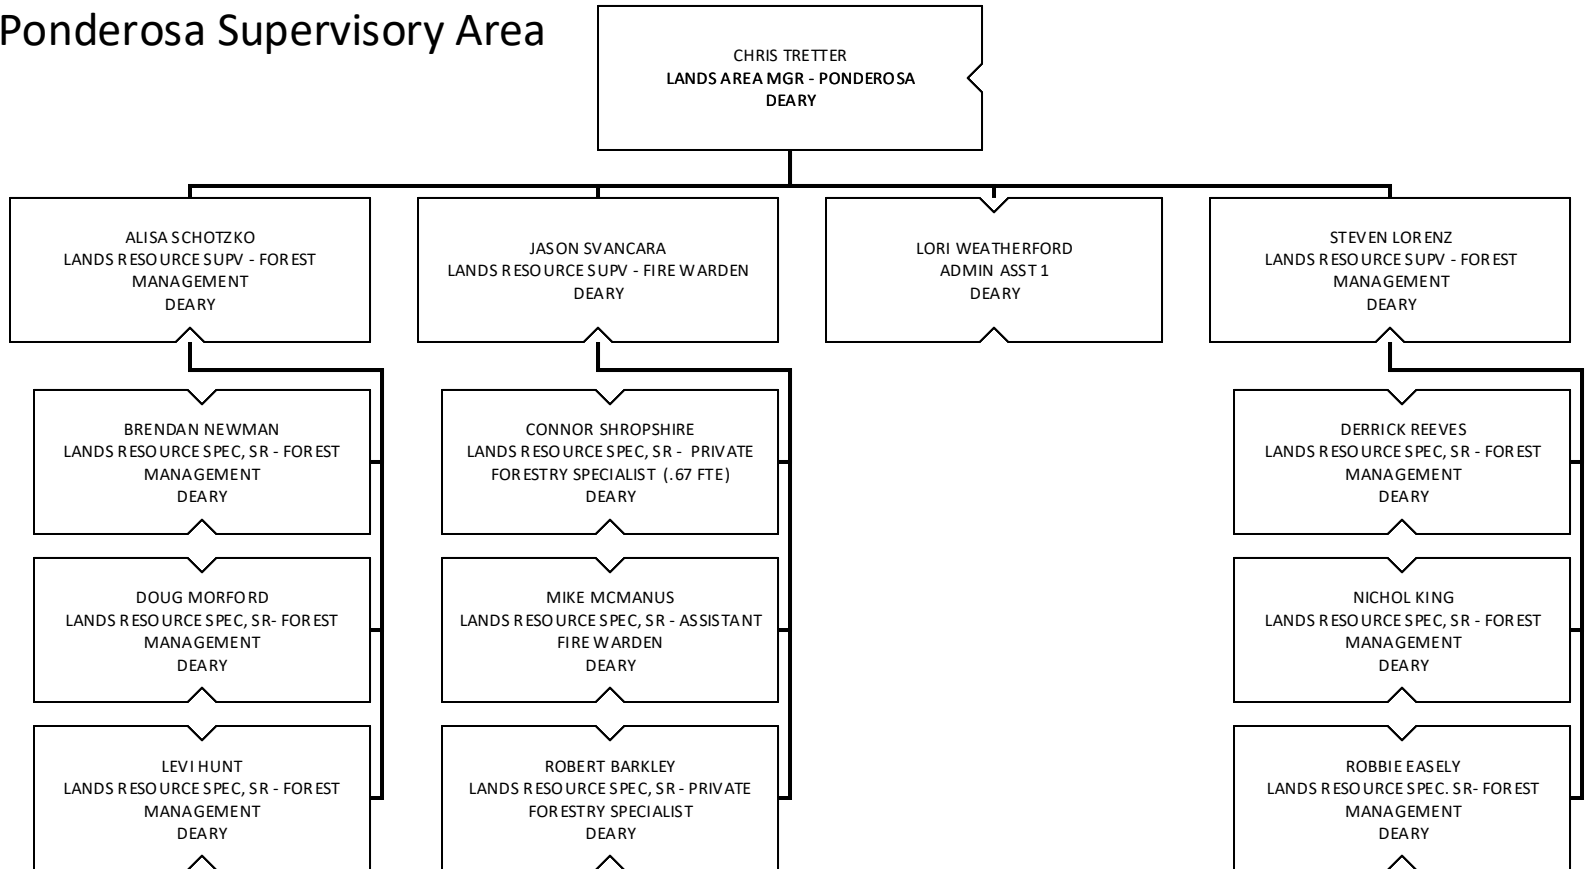 Ponderosa Supervisory Area
CHRIS TRETTER
LANDS AREA MGR - PONDEROSA
DEARY
ALISA SCHOTZKO
LANDS RESOURCE SUPV - FOREST
MANAGEMENT
DEARY
JASON SVANCARA
LANDS RESOURCE SUPV - FIRE WARDEN
DEARY
LORI WEATHERFORD
ADMIN ASST 1
DEARY
STEVEN LORENZ
LANDS RESOURCE SUPV - FOREST
MANAGEMENT
DEARY
BRENDAN NEWMAN
LANDS RESOURCE SPEC, SR - FOREST
MANAGEMENT
DEARY
CONNOR SHROPSHIRE
LANDS RESOURCE SPEC, SR - PRIVATE
FORESTRY SPECIALIST (.67 FTE)
DEARY
DERRICK REEVES
LANDS RESOURCE SPEC, SR - FOREST
MANAGEMENT
DEARY
DOUG MORFORD
LANDS RESOURCE SPEC, SR- FOREST
MANAGEMENT
DEARY
MIKE MCMANUS
LANDS RESOURCE SPEC, SR - ASSISTANT
FIRE WARDEN
DEARY
NICHOL KING
LANDS RESOURCE SPEC, SR - FOREST
MANAGEMENT
DEARY
LEVI HUNT
LANDS RESOURCE SPEC, SR - FOREST
MANAGEMENT
DEARY
ROBERT BARKLEY
LANDS RESOURCE SPEC, SR - PRIVATE
FORESTRY SPECIALIST
DEARY
ROBBIE EASELY
LANDS RESOURCE SPEC. SR- FOREST
MANAGEMENT
DEARY